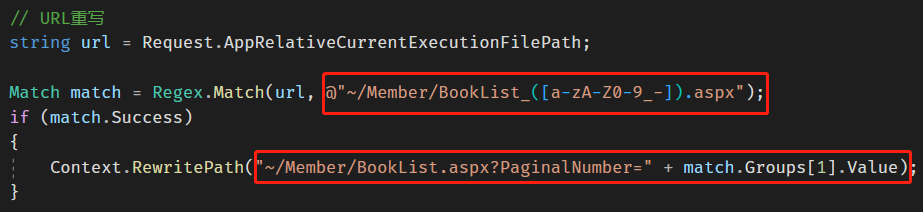 // URL重写
string url = Request.AppRelativeCurrentExecutionFilePath;
Match match = Regex.Match(url, @"~/Member/BookList_([a-zA-Z0-9_-]).aspx");
if (match.Success)
{
Context.RewritePath("~/Member/BookList.aspx?PaginalNumber=" + match.Groups[1].Value);
}